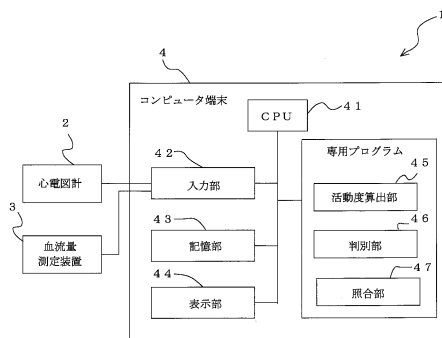 1
4
コンピュータ端末
CPU
41
2
心電図計
3
血流量
測定装置
42
入力部
43
記憶部
44
表示部
専用プログラム
45
活動度算出部
46
判別部
47
照合部